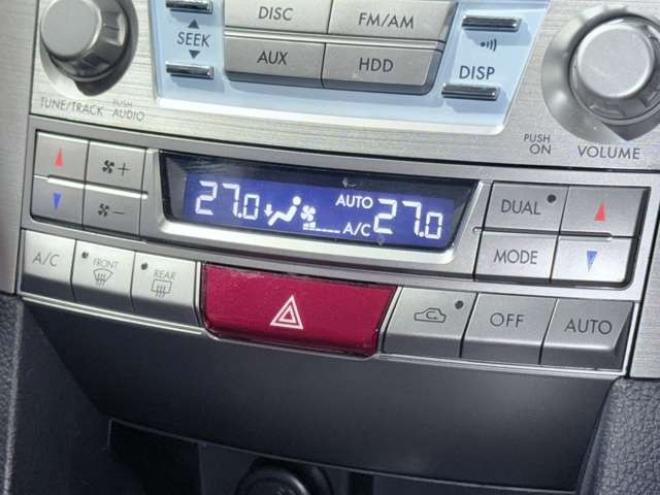 DISC FM/AM
SEEK
AUX HDD
DISP
TUNE/TRACK PUSH AUDIO
PUSH ON VOLUME
+
-
27.0 AUTO 27.0
A/C
DUAL
MODE
A/C FRONT REAR
OFF AUTO